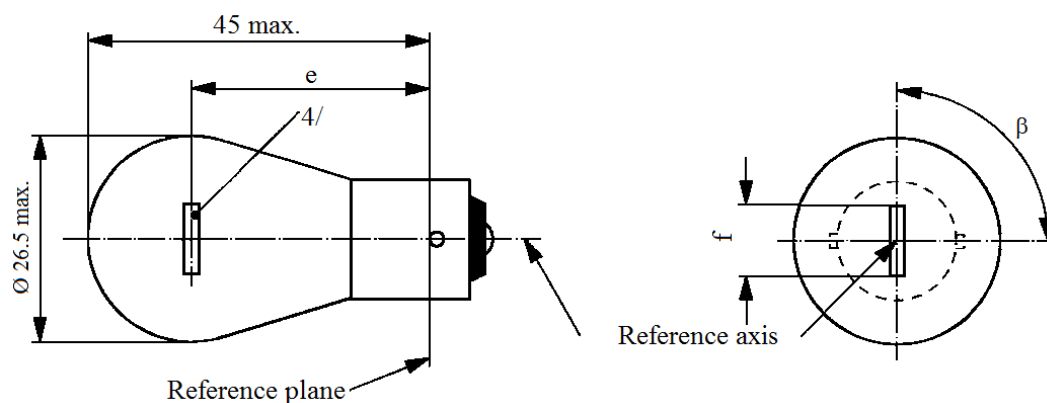 45 max.
e
4/
β
Ø 26.5 max.
f
Reference axis
Reference plane